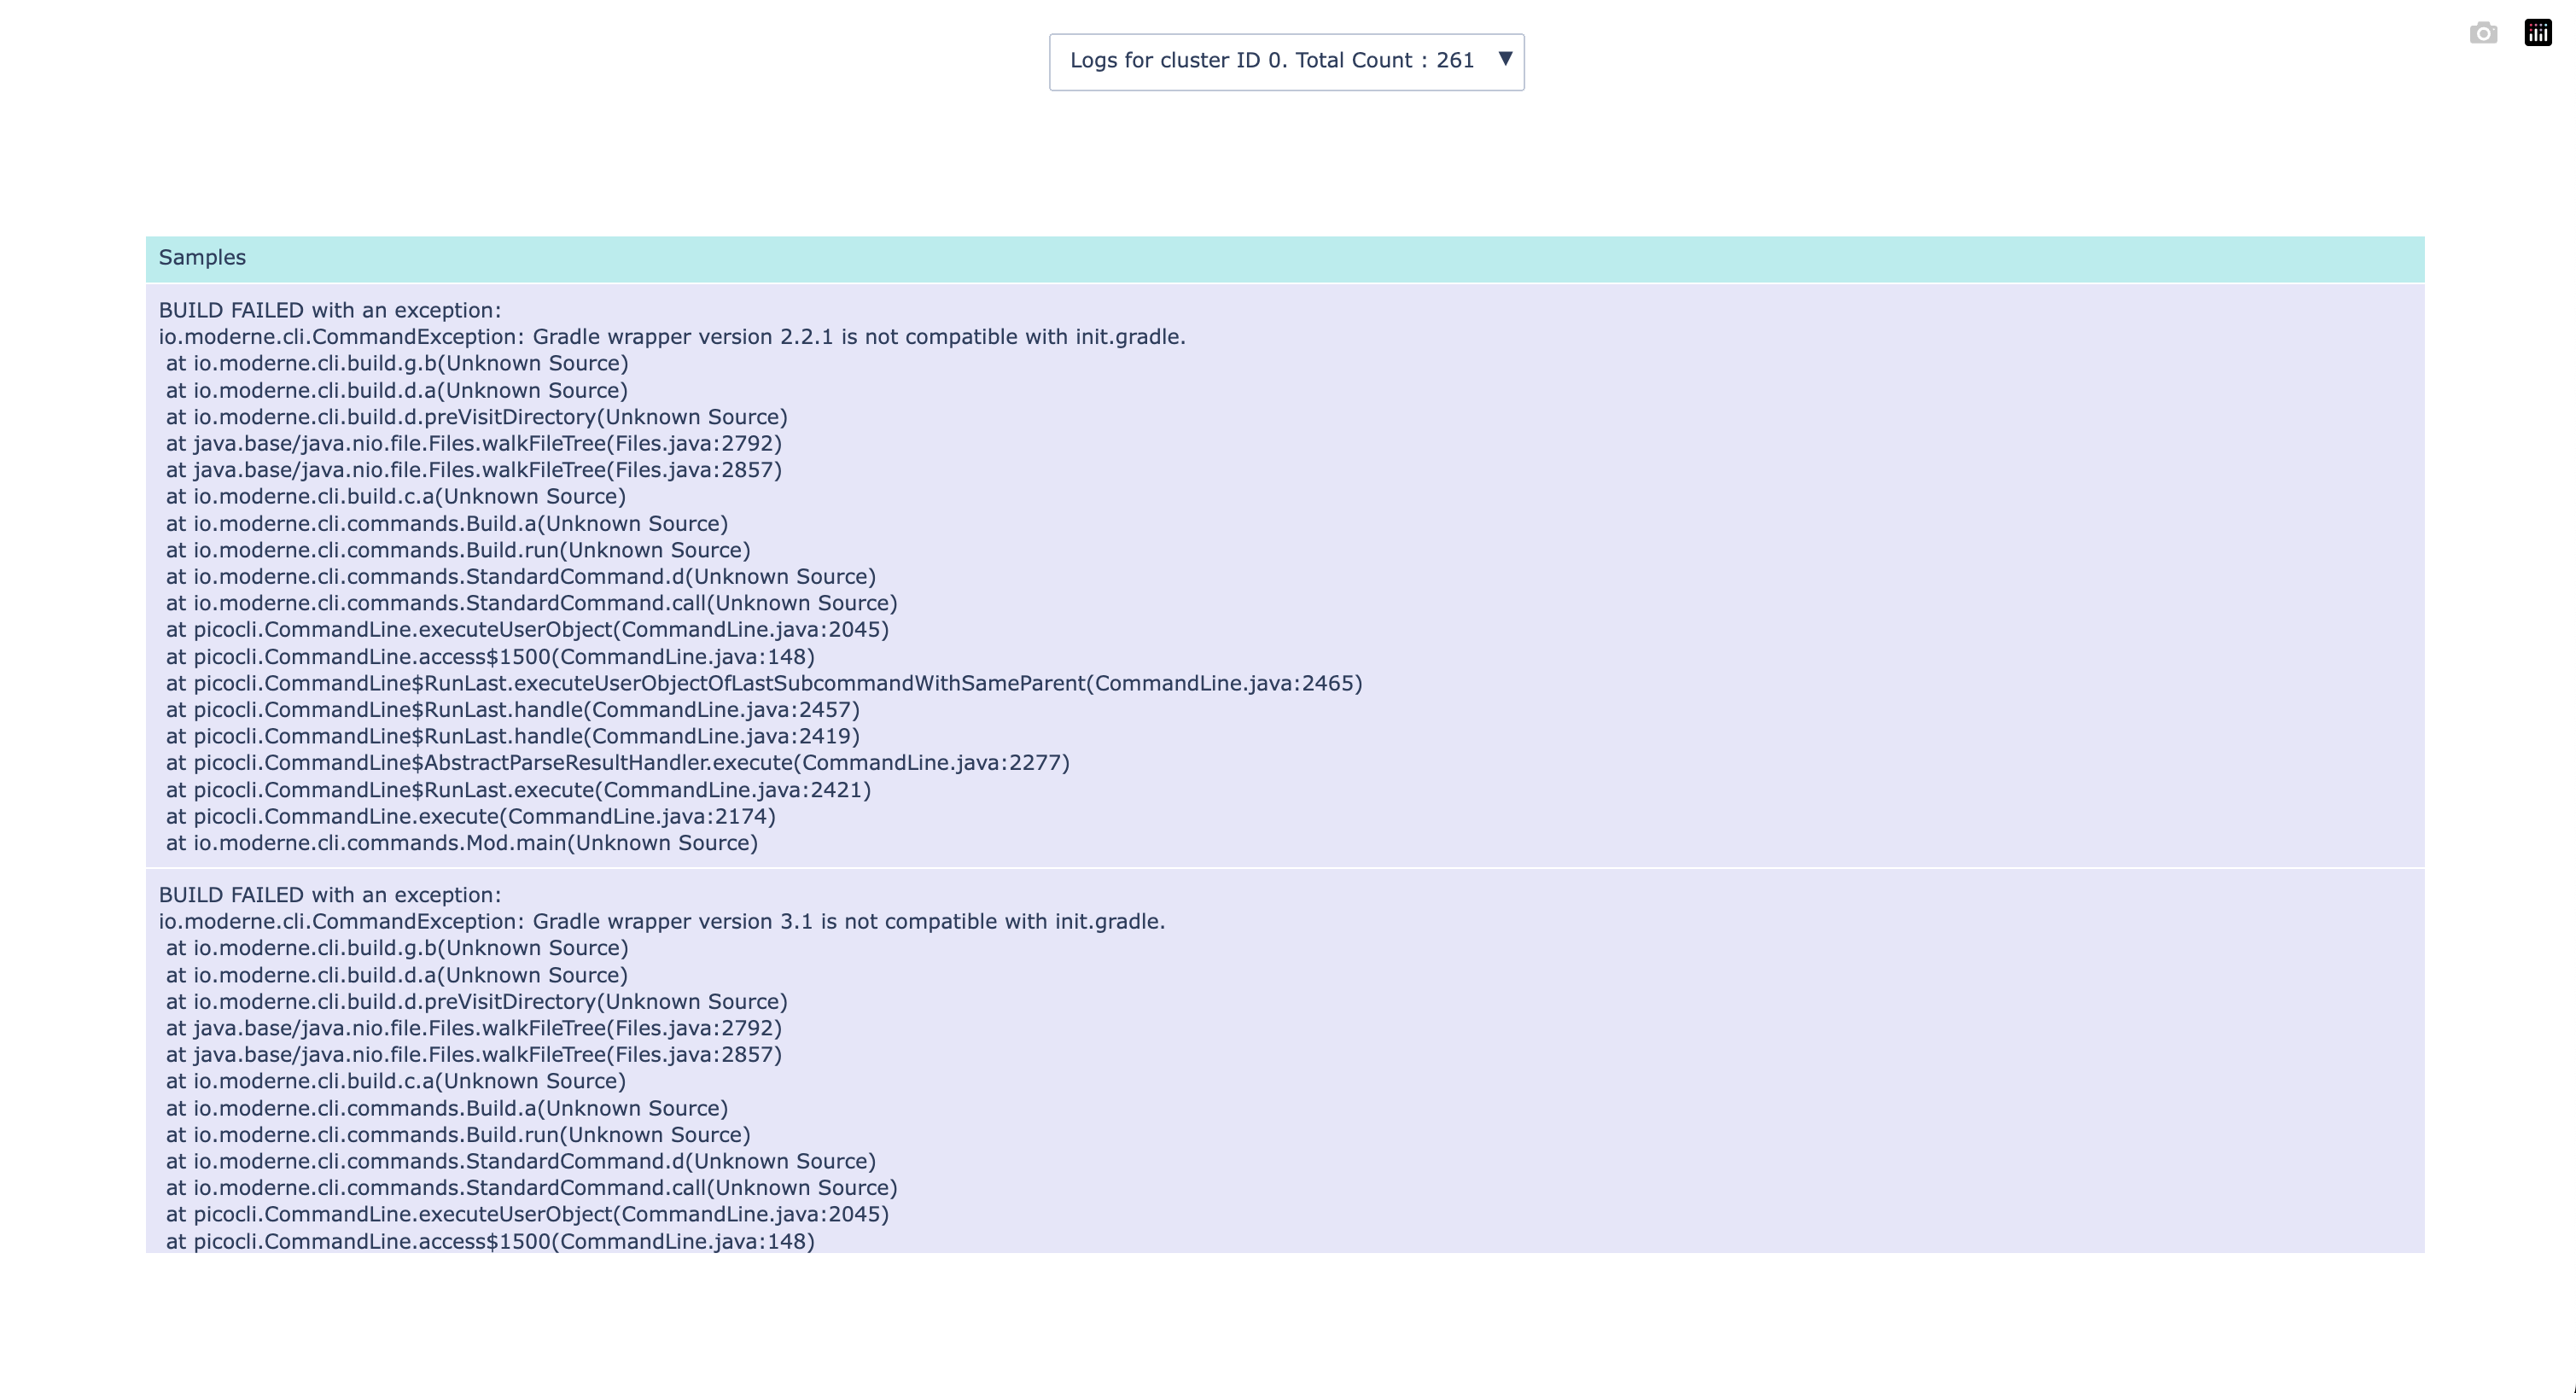 Logs for cluster ID 0. Total Count : 261 ▼
Samples
BUILD FAILED with an exception:
io.moderne.cli.CommandException: Gradle wrapper version 2.2.1 is not compatible with init.gradle.
at io.moderne.cli.build.g.b(Unknown Source)
at io.moderne.cli.build.d.a(Unknown Source)
at io.moderne.cli.build.d.preVisitDirectory(Unknown Source)
at java.base/java.nio.file.Files.walkFileTree(Files.java:2792)
at java.base/java.nio.file.Files.walkFileTree(Files.java:2857)
at io.moderne.cli.build.c.a(Unknown Source)
at io.moderne.cli.commands.Build.a(Unknown Source)
at io.moderne.cli.commands.Build.run(Unknown Source)
at io.moderne.cli.commands.StandardCommand.d(Unknown Source)
at io.moderne.cli.commands.StandardCommand.call(Unknown Source)
at picocli.CommandLine.executeUserObject(CommandLine.java:2045)
at picocli.CommandLine.access$1500(CommandLine.java:148)
at picocli.CommandLine$RunLast.executeUserObjectOfLastSubcommandWithSameParent(CommandLine.java:2465)
at picocli.CommandLine$RunLast.handle(CommandLine.java:2457)
at picocli.CommandLine$RunLast.handle(CommandLine.java:2419)
at picocli.CommandLine$AbstractParseResultHandler.execute(CommandLine.java:2277)
at picocli.CommandLine$RunLast.execute(CommandLine.java:2421)
at picocli.CommandLine.execute(CommandLine.java:2174)
at io.moderne.cli.commands.Mod.main(Unknown Source)
BUILD FAILED with an exception:
io.moderne.cli.CommandException: Gradle wrapper version 3.1 is not compatible with init.gradle.
at io.moderne.cli.build.g.b(Unknown Source)
at io.moderne.cli.build.d.a(Unknown Source)
at io.moderne.cli.build.d.preVisitDirectory(Unknown Source)
at java.base/java.nio.file.Files.walkFileTree(Files.java:2792)
at java.base/java.nio.file.Files.walkFileTree(Files.java:2857)
at io.moderne.cli.build.c.a(Unknown Source)
at io.moderne.cli.commands.Build.a(Unknown Source)
at io.moderne.cli.commands.Build.run(Unknown Source)
at io.moderne.cli.commands.StandardCommand.d(Unknown Source)
at io.moderne.cli.commands.StandardCommand.call(Unknown Source)
at picocli.CommandLine.executeUserObject(CommandLine.java:2045)
at picocli.CommandLine.access$1500(CommandLine.java:148)